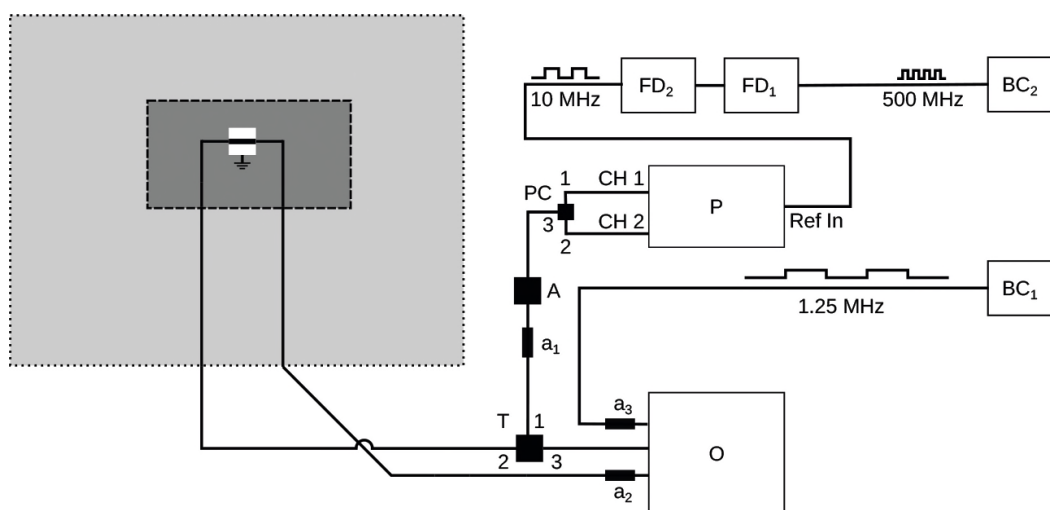 10 MHz
FD₂
FD₁
500 MHz
BC₂
PC
1
CH 1
3
CH 2
2
P
Ref In
A
a₁
1.25 MHz
BC₁
T
1
2
3
a₃
a₂
O